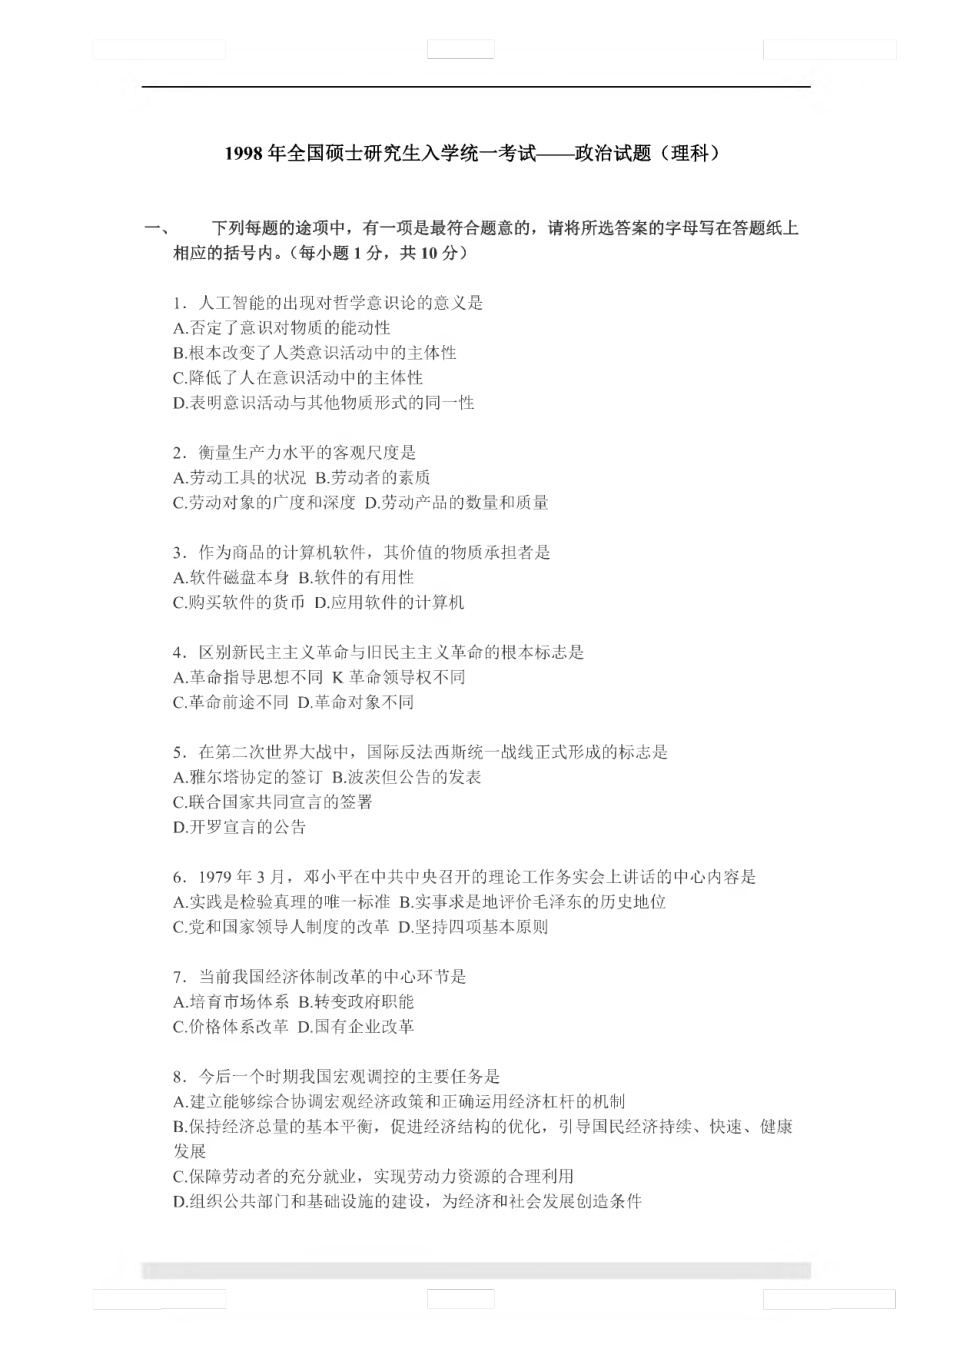 1998 年全国硕士研究生入学统一考试——政治试题（理科）
一、 下列每题的途项中，有一项是最符合题意的，请将所选答案的字母写在答题纸上
相应的括号内。（每小题 1 分，共 10 分）
1．人工智能的出现对哲学意识论的意义是
A.否定了意识对物质的能动性
B.根本改变了人类意识活动中的主体性
C.降低了人在意识活动中的主体性
D.表明意识活动与其他物质形式的同一性
2．衡量生产力水平的客观尺度是
A.劳动工具的状况 B.劳动者的素质
C.劳动对象的广度和深度 D.劳动产品的数量和质量
3．作为商品的计算机软件，其价值的物质承担者是
A.软件磁盘本身 B.软件的有用性
C.购买软件的货币 D.应用软件的计算机
4．区别新民主主义革命与旧民主主义革命的根本标志是
A.革命指导思想不同 K 革命领导权不同
C.革命前途不同 D.革命对象不同
5．在第二次世界大战中，国际反法西斯统一战线正式形成的标志是
A.雅尔塔协定的签订 B.波茨但公告的发表
C.联合国家共同宣言的签署
D.开罗宣言的公告
6．1979 年 3 月，邓小平在中共中央召开的理论工作务实会上讲话的中心内容是
A.实践是检验真理的唯一标准 B.实事求是地评价毛泽东的历史地位
C.党和国家领导人制度的改革 D.坚持四项基本原则
7．当前我国经济体制改革的中心环节是
A.培育市场体系 B.转变政府职能
C.价格体系改革 D.国有企业改革
8．今后一个时期我国宏观调控的主要任务是
A.建立能够综合协调宏观经济政策和正确运用经济杠杆的机制
B.保持经济总量的基本平衡，促进经济结构的优化，引导国民经济持续、快速、健康
发展
C.保障劳动者的充分就业，实现劳动力资源的合理利用
D.组织公共部门和基础设施的建设，为经济和社会发展创造条件